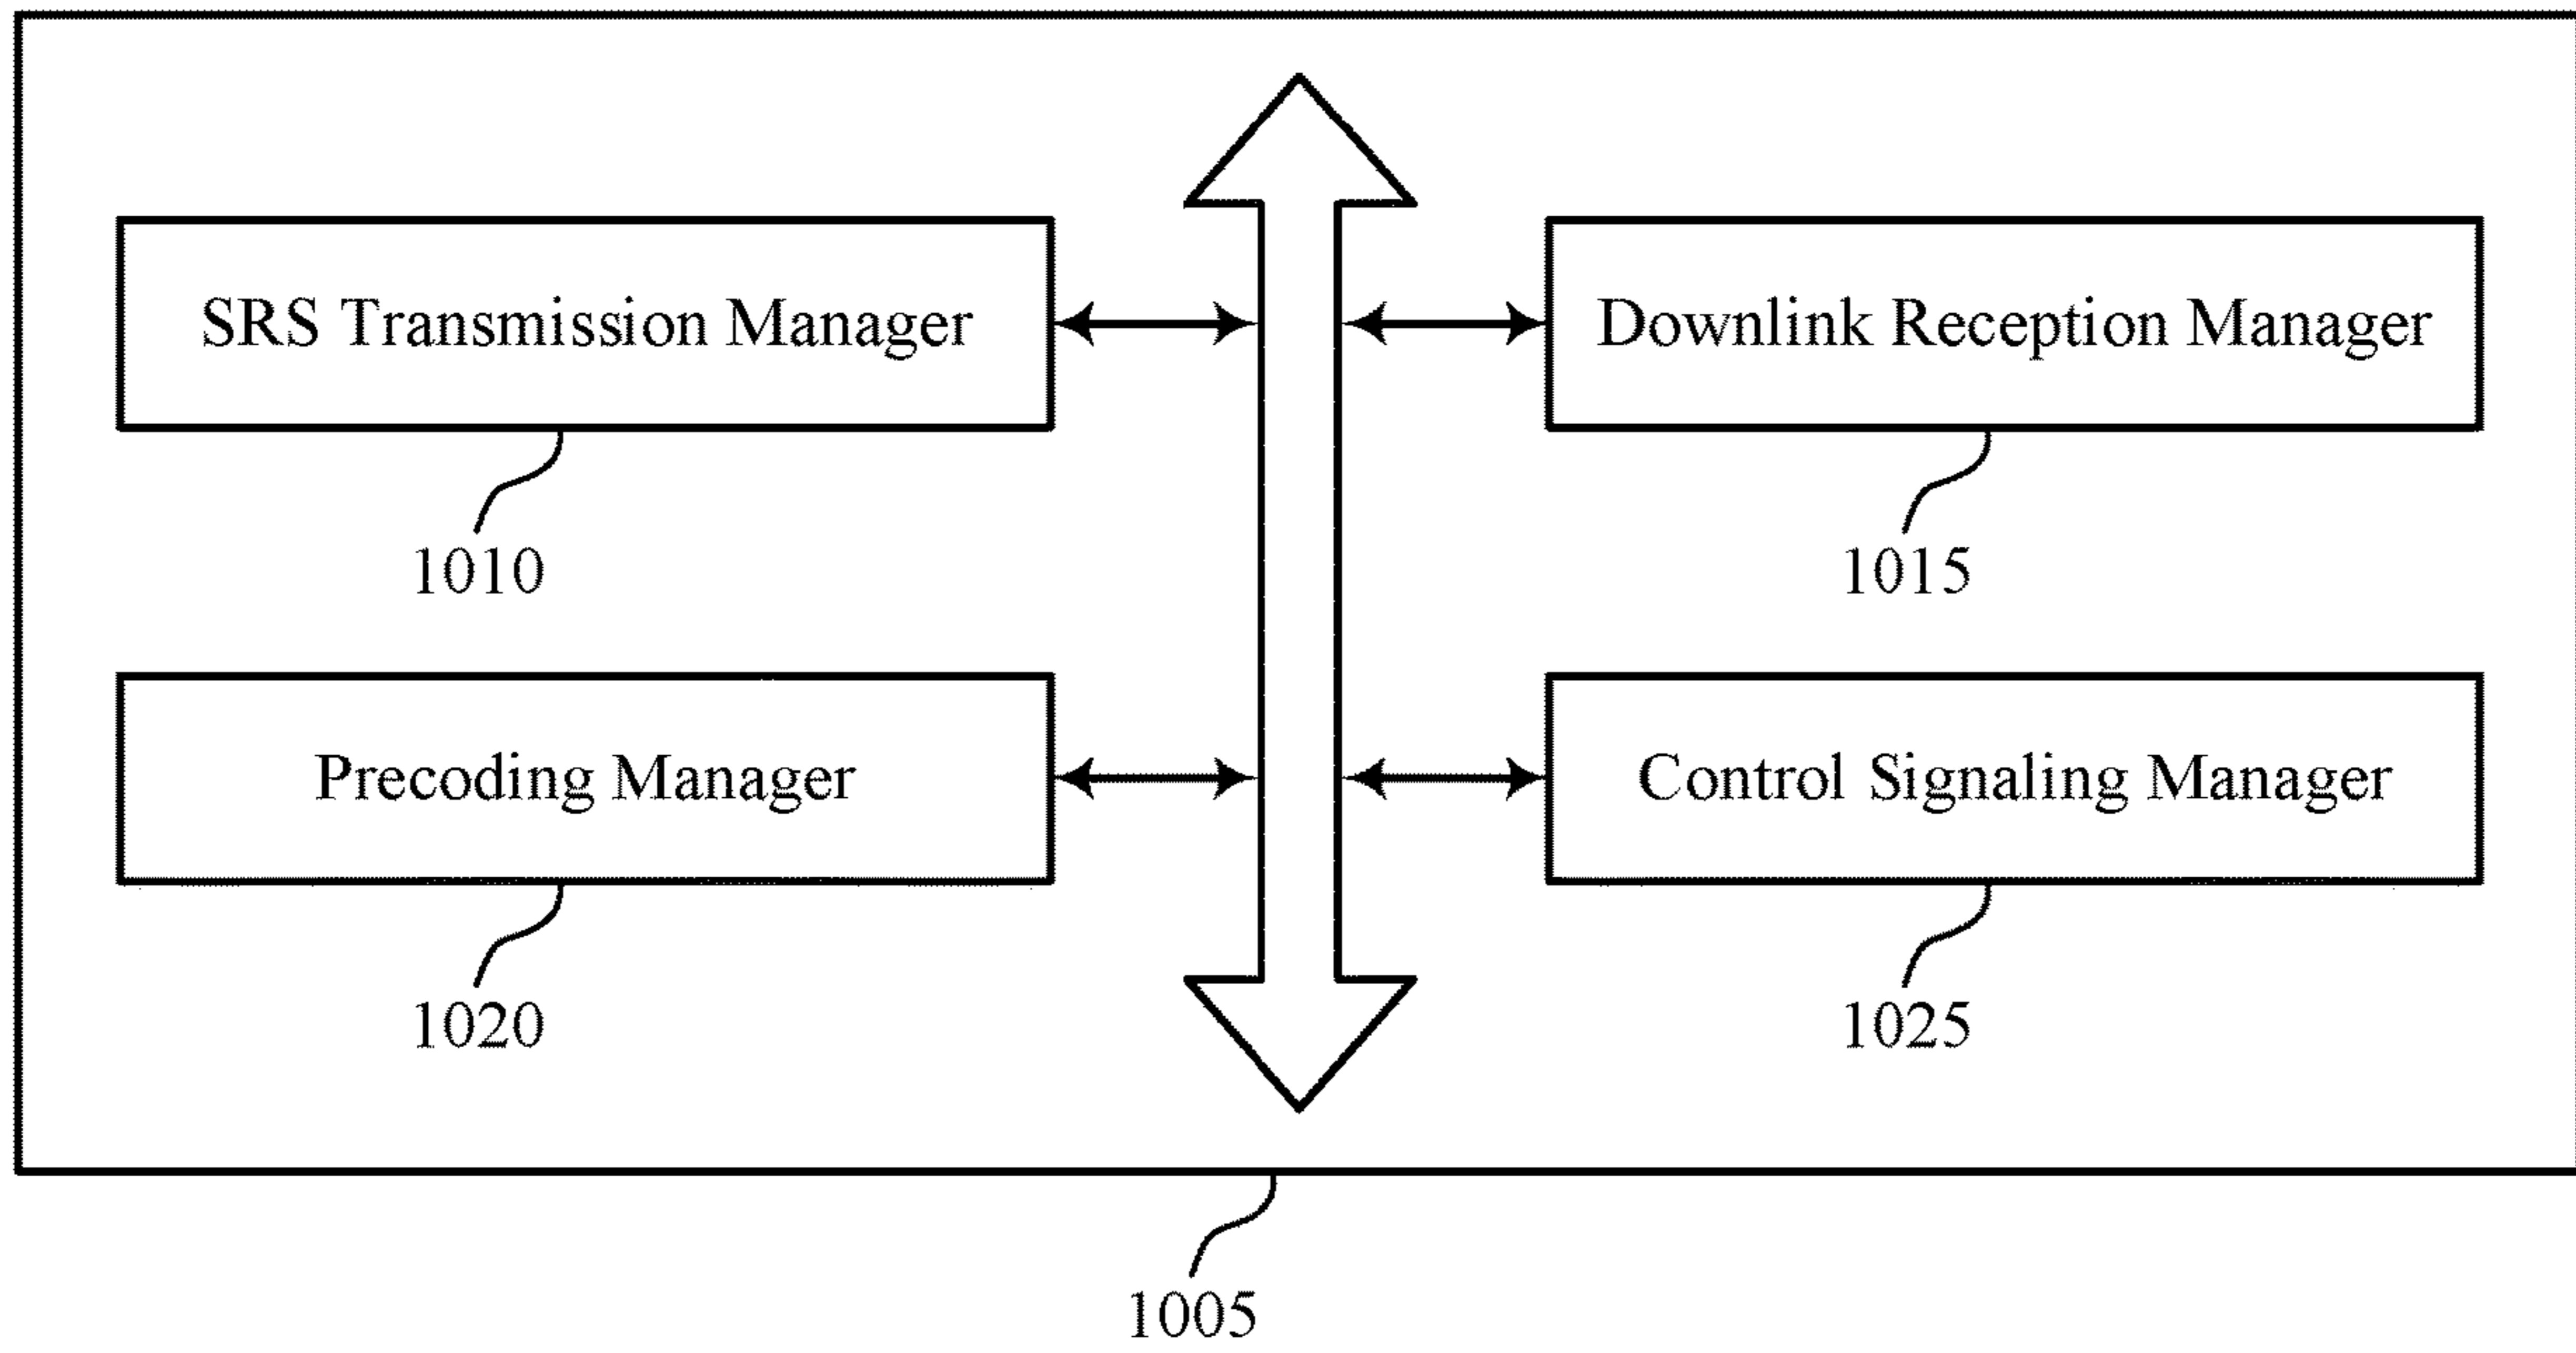 SRS Transmission Manager
Downlink Reception Manager
1010
1015
Precoding Manager
Control Signaling Manager
1020
1025
1005